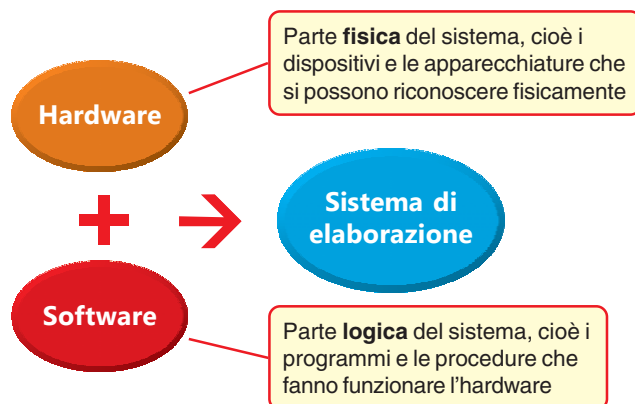 Parte fisica del sistema, cioè i
dispositivi e le apparecchiature che
si possono riconoscere fisicamente
Hardware
+
Sistema di
elaborazione
Software
Parte logica del sistema, cioè i
programmi e le procedure che
fanno funzionare l'hardware